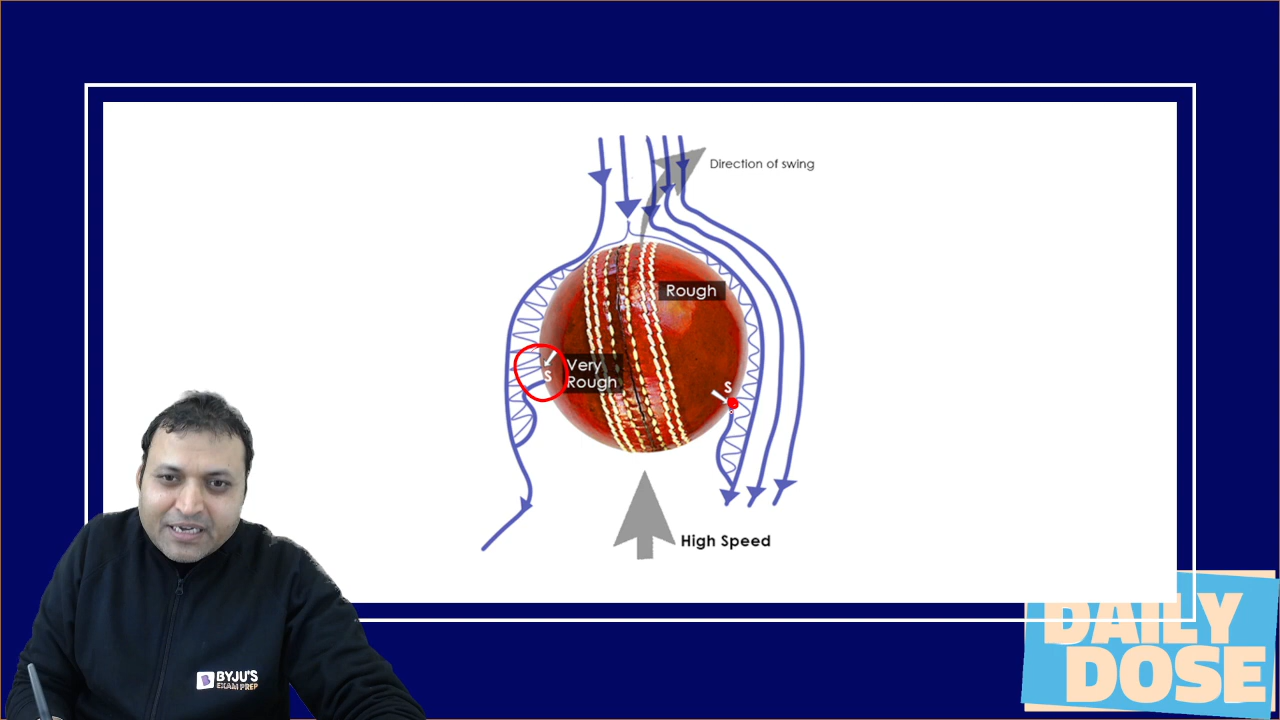 Direction of swing
Rough
S
Very
Rough
S
High Speed
BYJU'S
EXAM PREP
DAILY
DOSE